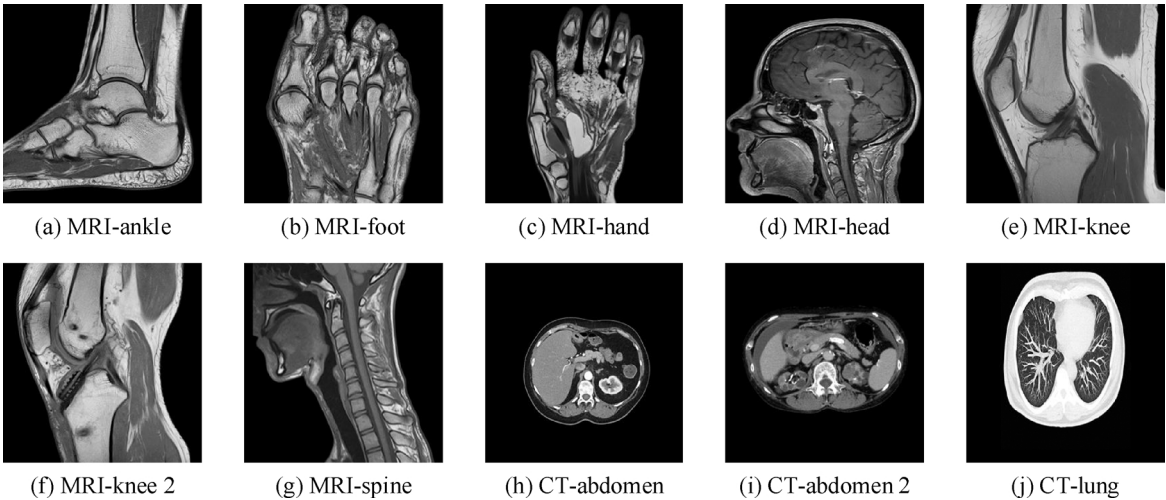 (a) MRI-ankle
(b) MRI-foot
(c) MRI-hand
(d) MRI-head
(e) MRI-knee
(f) MRI-knee 2
(g) MRI-spine
(h) CT-abdomen
(i) CT-abdomen 2
(j) CT-lung